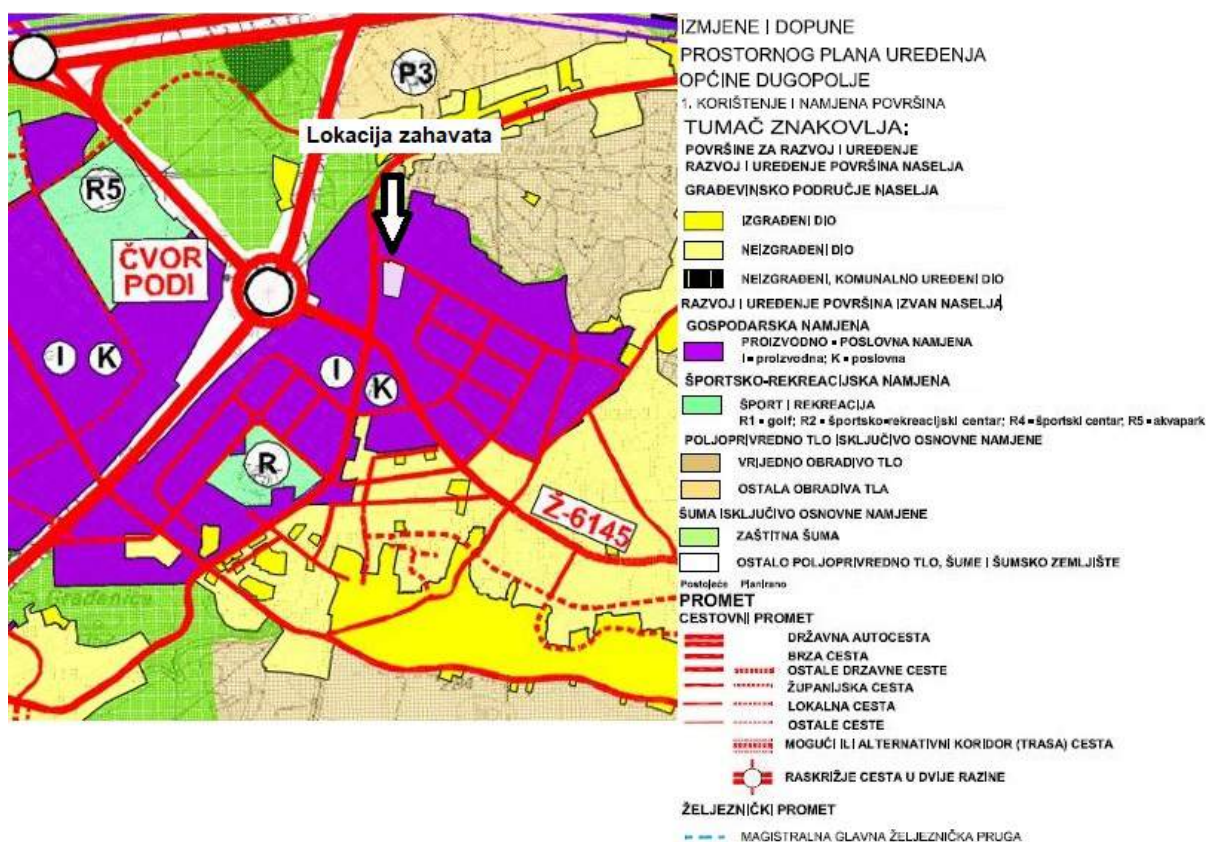 P3
Lokacija zahavata
R5
ČVOR
PODI
I K
I
K
R
Ž-6145
Građenica
IZMJENE I DOPUNE
PROSTORNOG PLANA UREĐENJA
OPĆINE DUGOPOLJE
1. KORIŠTENJE I NAMJENA POVRŠINA
TUMAČ ZNAKOVLJA:
POVRŠINE ZA RAZVOJ I UREĐENJE
RAZVOJ I UREĐENJE POVRŠINA NASELJA
GRAĐEVINSKO PODRUČJE NASELJA
IZGRAĐENI DIO
NEIZGRAĐENI DIO
NEIZGRAĐENI, KOMUNALNO UREĐENI DIO
RAZVOJ I UREĐENJE POVRŠINA IZVAN NASELJA
GOSPODARSKA NAMJENA
PROIZVODNO - POSLOVNA NAMJENA
I - proizvodna; K - poslovna
ŠPORTSKO-REKREACIJSKA NAMJENA
ŠPORT I REKREACIJA
R1 - golf; R2 - športsko-rekreacijski centar; R4 - športski centar; R5 - akvapark
POLJOPRIVREDNO TLO ISKLJUČIVO OSNOVNE NAMJENE
VRIJEDNO OBRADIVO TLO
OSTALA OBRADIVA TLA
ŠUMA ISKLJUČIVO OSNOVNE NAMJENE
ZAŠTITNA ŠUMA
OSTALO POLJOPRIVREDNO TLO, ŠUME I ŠUMSKO ZEMLJIŠTE
Postojeće Planirano
PROMET
CESTOVNI PROMET
DRŽAVNA AUTOCESTA
BRZA CESTA
OSTALE DRŽAVNE CESTE
ŽUPANIJSKA CESTA
LOKALNA CESTA
OSTALE CESTE
MOGUĆI ILI ALTERNATIVNI KORIDOR (TRASA) CESTA
RASKRIŽJE CESTA U DVIJE RAZINE
ŽELJEZNIČKI PROMET
MAGISTRALNA GLAVNA ŽELJEZNIČKA PRUGA